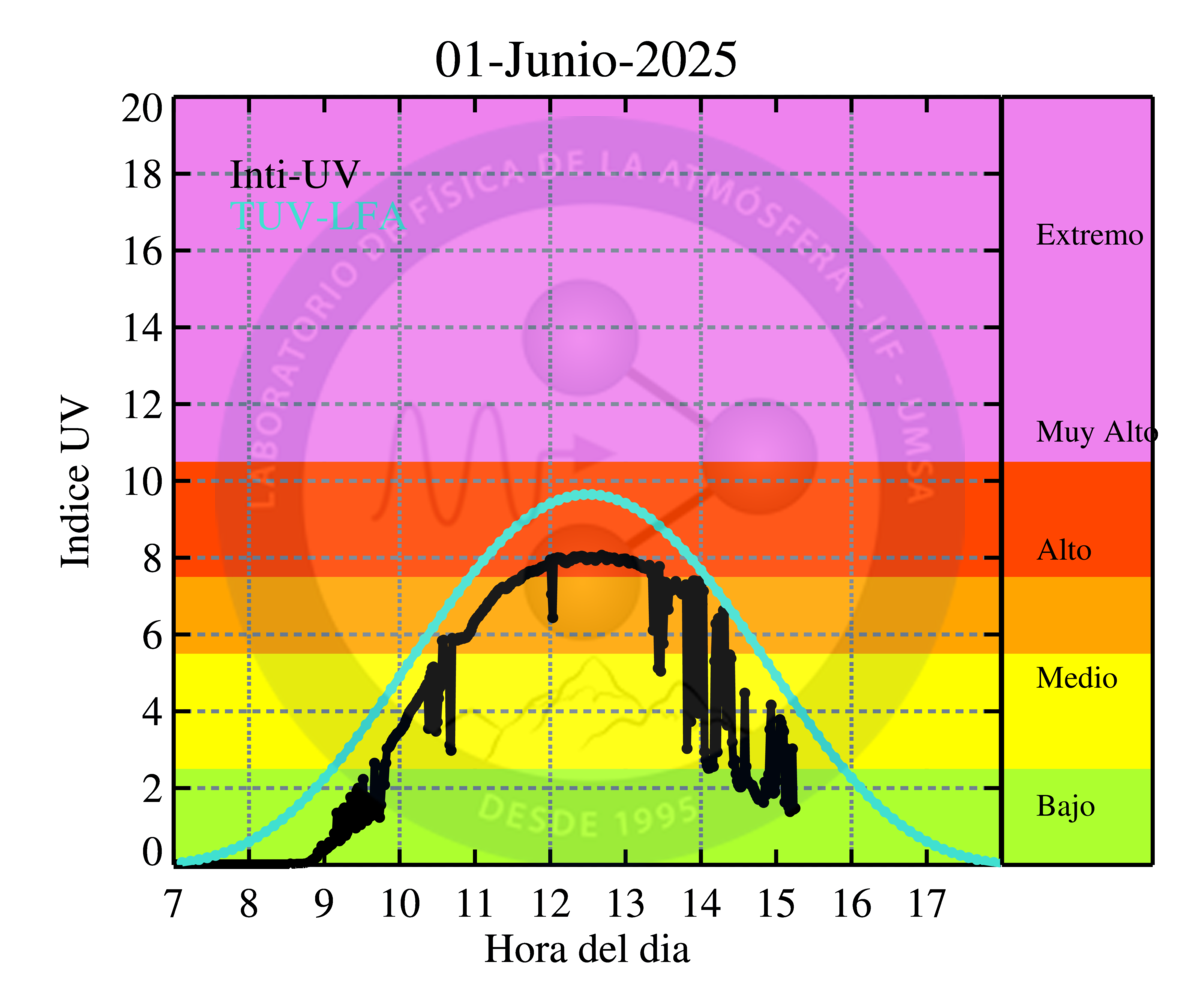 01-Junio-2025
Inti-UV
TUV-LFA
LABORATORIO DE FÍSICA DE LA ATMÓSFERA - IIF - UMSA
DESDE 1995
Indice UV
20
18
16
14
12
10
8
6
4
2
0
7 8 9 10 11 12 13 14 15 16 17
Hora del dia
Extremo
Muy Alto
Alto
Medio
Bajo